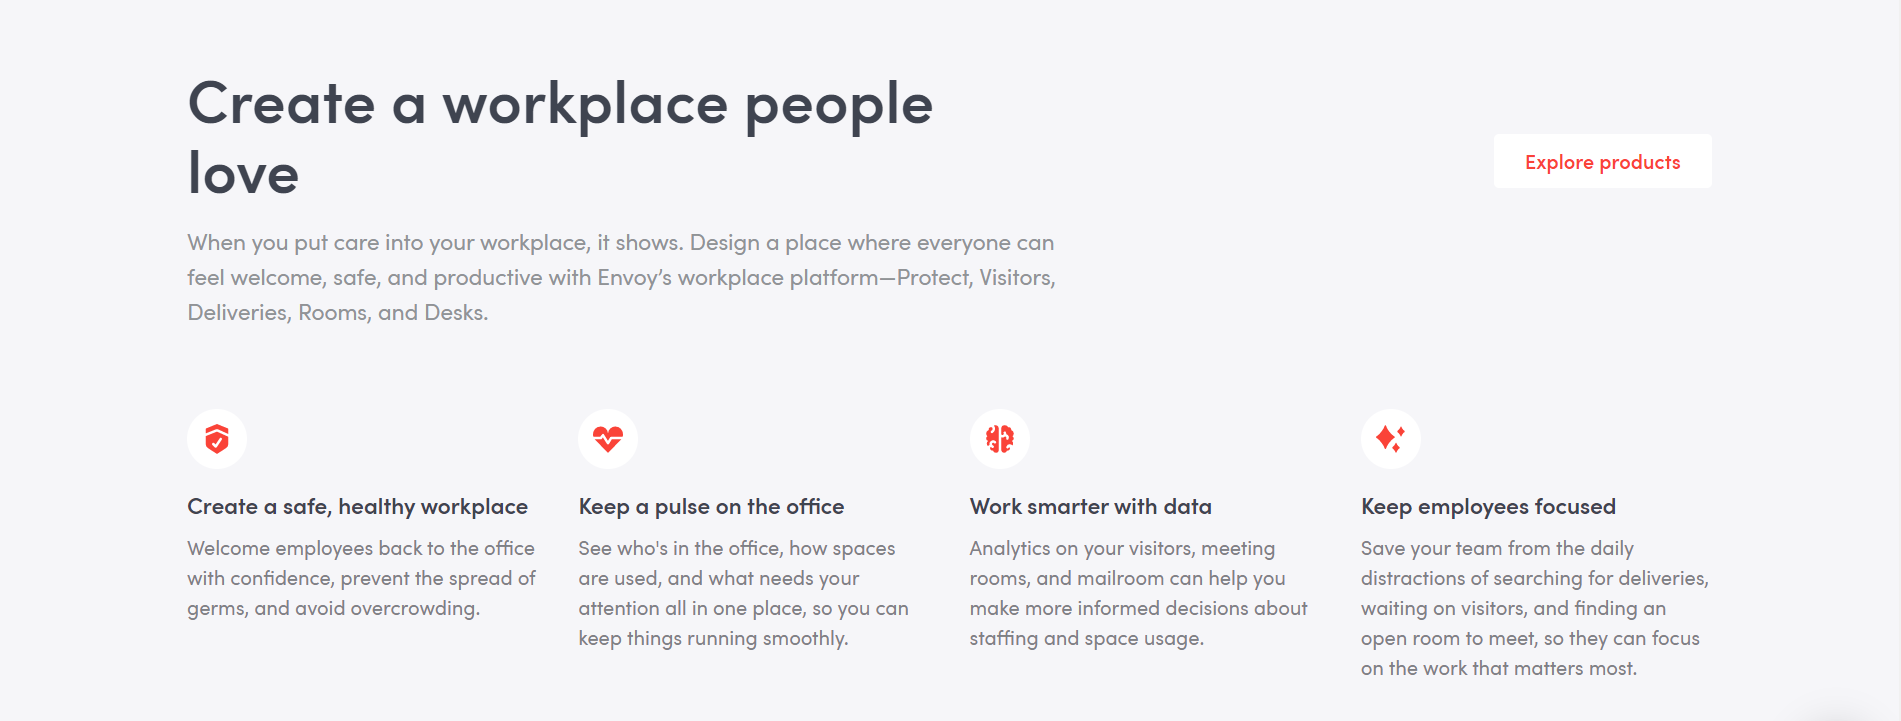 Create a workplace people
love
Explore products
When you put care into your workplace, it shows. Design a place where everyone can
feel welcome, safe, and productive with Envoy’s workplace platform—Protect, Visitors,
Deliveries, Rooms, and Desks.
Create a safe, healthy workplace
Welcome employees back to the office
with confidence, prevent the spread of
germs, and avoid overcrowding.
Keep a pulse on the office
See who's in the office, how spaces
are used, and what needs your
attention all in one place, so you can
keep things running smoothly.
Work smarter with data
Analytics on your visitors, meeting
rooms, and mailroom can help you
make more informed decisions about
staffing and space usage.
Keep employees focused
Save your team from the daily
distractions of searching for deliveries,
waiting on visitors, and finding an
open room to meet, so they can focus
on the work that matters most.